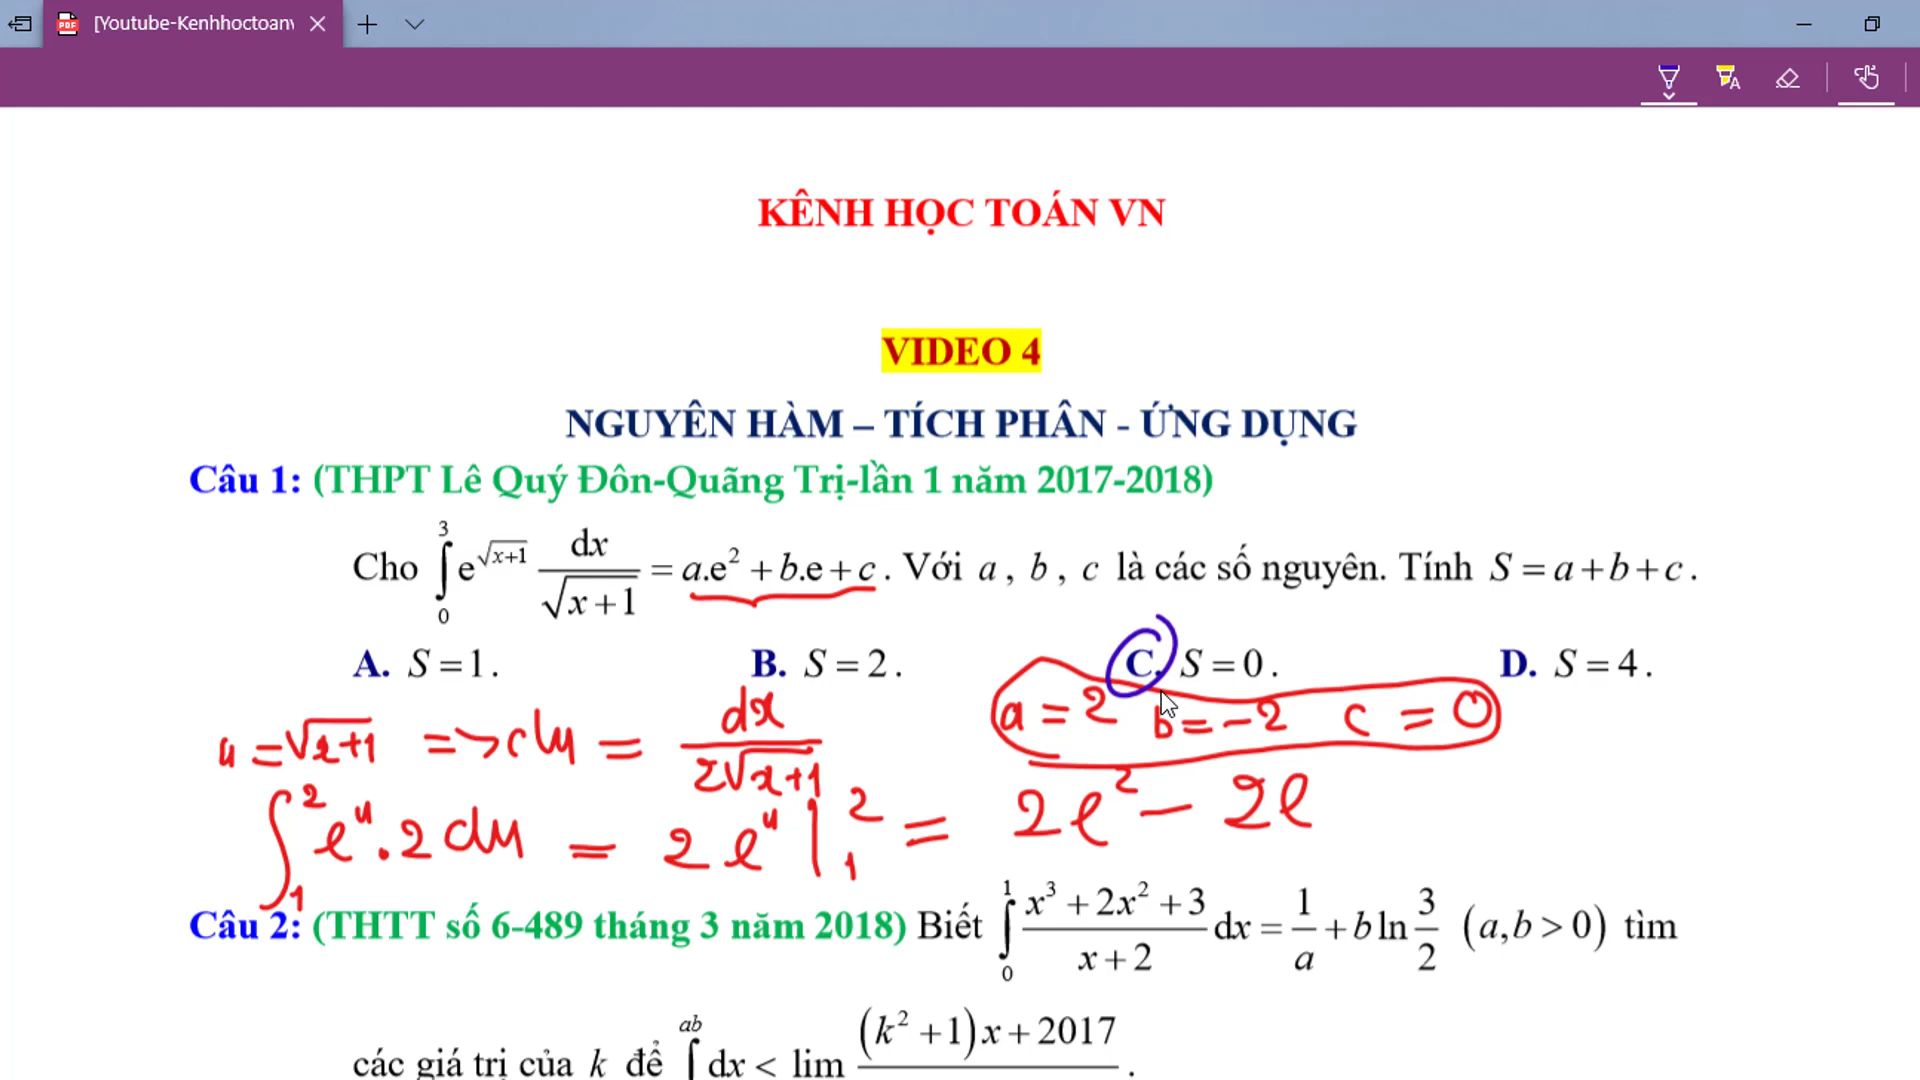 [Youtube-Kenhhoctoanv
KÊNH HỌC TOÁN VN
VIDEO 4
NGUYÊN HÀM – TÍCH PHÂN - ỨNG DỤNG
Câu 1: (THPT Lê Quý Đôn-Quãng Trị-lần 1 năm 2017-2018)
Cho ∫₀³ e^√(x+1) dx/√(x+1) = a.e² + b.e + c. Với a, b, c là các số nguyên. Tính S = a + b + c.
A. S = 1. B. S = 2. C. S = 0. D. S = 4.
a = 2 b = -2 c = 0
u = √(x+1) => du = dx/(2√(x+1))
∫₁² e^u . 2 du = 2e^u |₁² = 2e² - 2e
Câu 2: (THTT số 6-489 tháng 3 năm 2018) Biết ∫₀¹ (x³ + 2x² + 3)/(x + 2) dx = 1/a + b ln 3/2 (a, b > 0) tìm
các giá trị của k để ∫^ab dx < lim (k² + 1)x + 2017 .